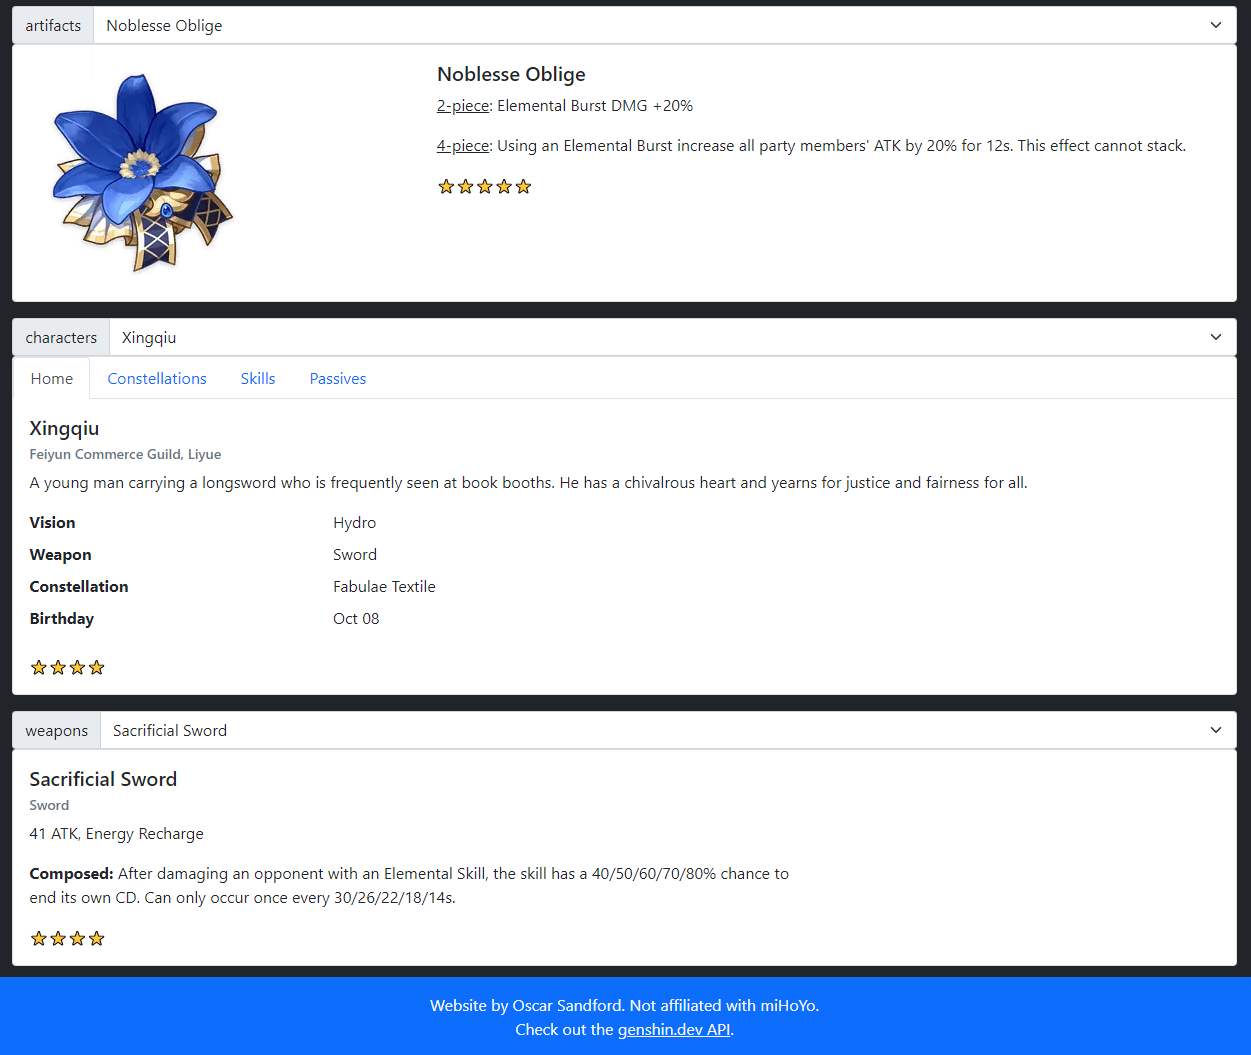 artifacts Noblesse Oblige
Noblesse Oblige
2-piece: Elemental Burst DMG +20%
4-piece: Using an Elemental Burst increase all party members' ATK by 20% for 12s. This effect cannot stack.
characters Xingqiu
Home Constellations Skills Passives
Xingqiu
Feiyun Commerce Guild, Liyue
A young man carrying a longsword who is frequently seen at book booths. He has a chivalrous heart and yearns for justice and fairness for all.
Vision Hydro
Weapon Sword
Constellation Fabulae Textile
Birthday Oct 08
weapons Sacrificial Sword
Sacrificial Sword
Sword
41 ATK, Energy Recharge
Composed: After damaging an opponent with an Elemental Skill, the skill has a 40/50/60/70/80% chance to
end its own CD. Can only occur once every 30/26/22/18/14s.
Website by Oscar Sandford. Not affiliated with miHoYo.
Check out the genshin.dev API.